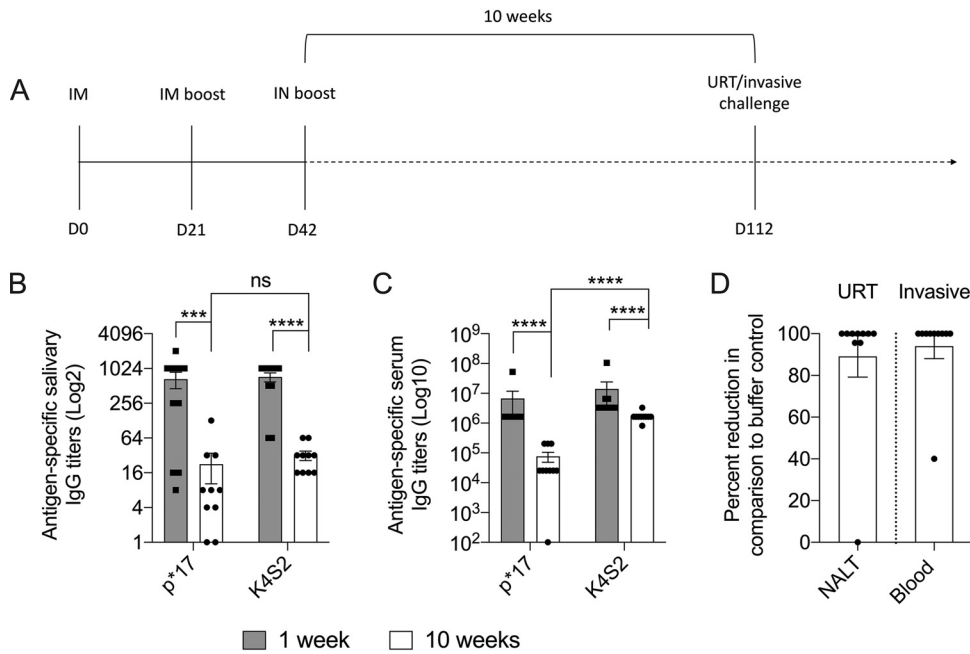 A
10 weeks
IM
IM boost
IN boost
URT/invasive
challenge
D0
D21
D42
D112
B
Antigen-specific salivary
IgG titers (Log2)
4096
1024
256
64
16
4
1
***
ns
****
p*17
K4S2
C
Antigen-specific serum
IgG titers (Log10)
10⁹
10⁸
10⁷
10⁶
10⁵
10⁴
10³
10²
****
****
****
p*17
K4S2
D
URT
Invasive
Percent reduction in
comparison to buffer control
100
80
60
40
20
0
NALT
Blood
1 week
10 weeks